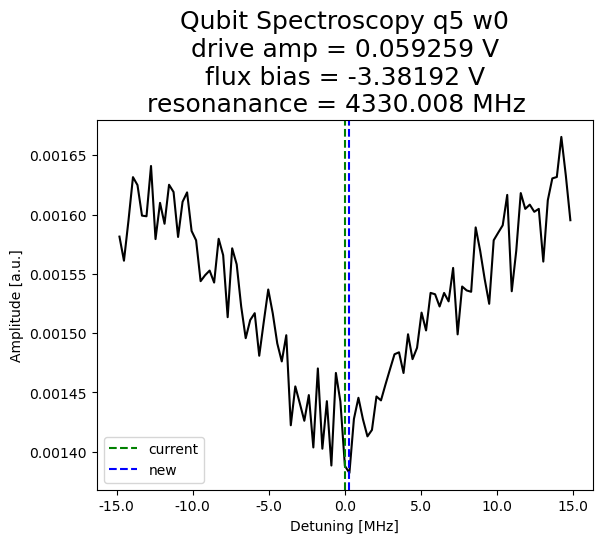 Qubit Spectroscopy q5 w0
drive amp = 0.059259 V
flux bias = -3.38192 V
resonanance = 4330.008 MHz
0.00165
0.00160
0.00155
0.00150
0.00145
0.00140
Amplitude [a.u.]
current
new
-15.0 -10.0 -5.0 0.0 5.0 10.0 15.0
Detuning [MHz]